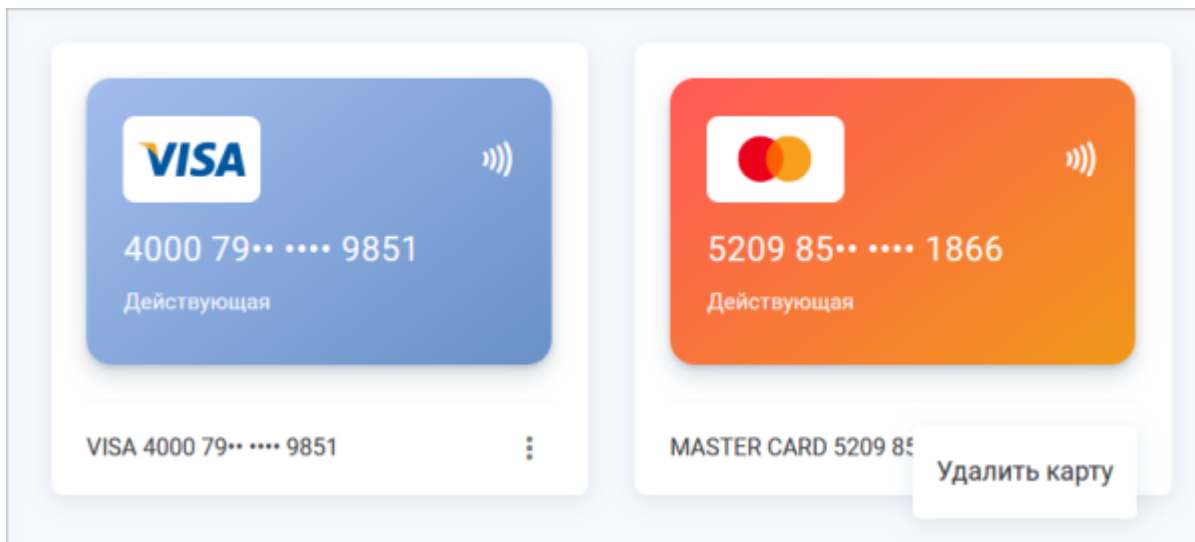 VISA
4000 79•• •••• 9851
Действующая
VISA 4000 79•• •••• 9851
5209 85•• •••• 1866
Действующая
MASTER CARD 5209 85
Удалить карту